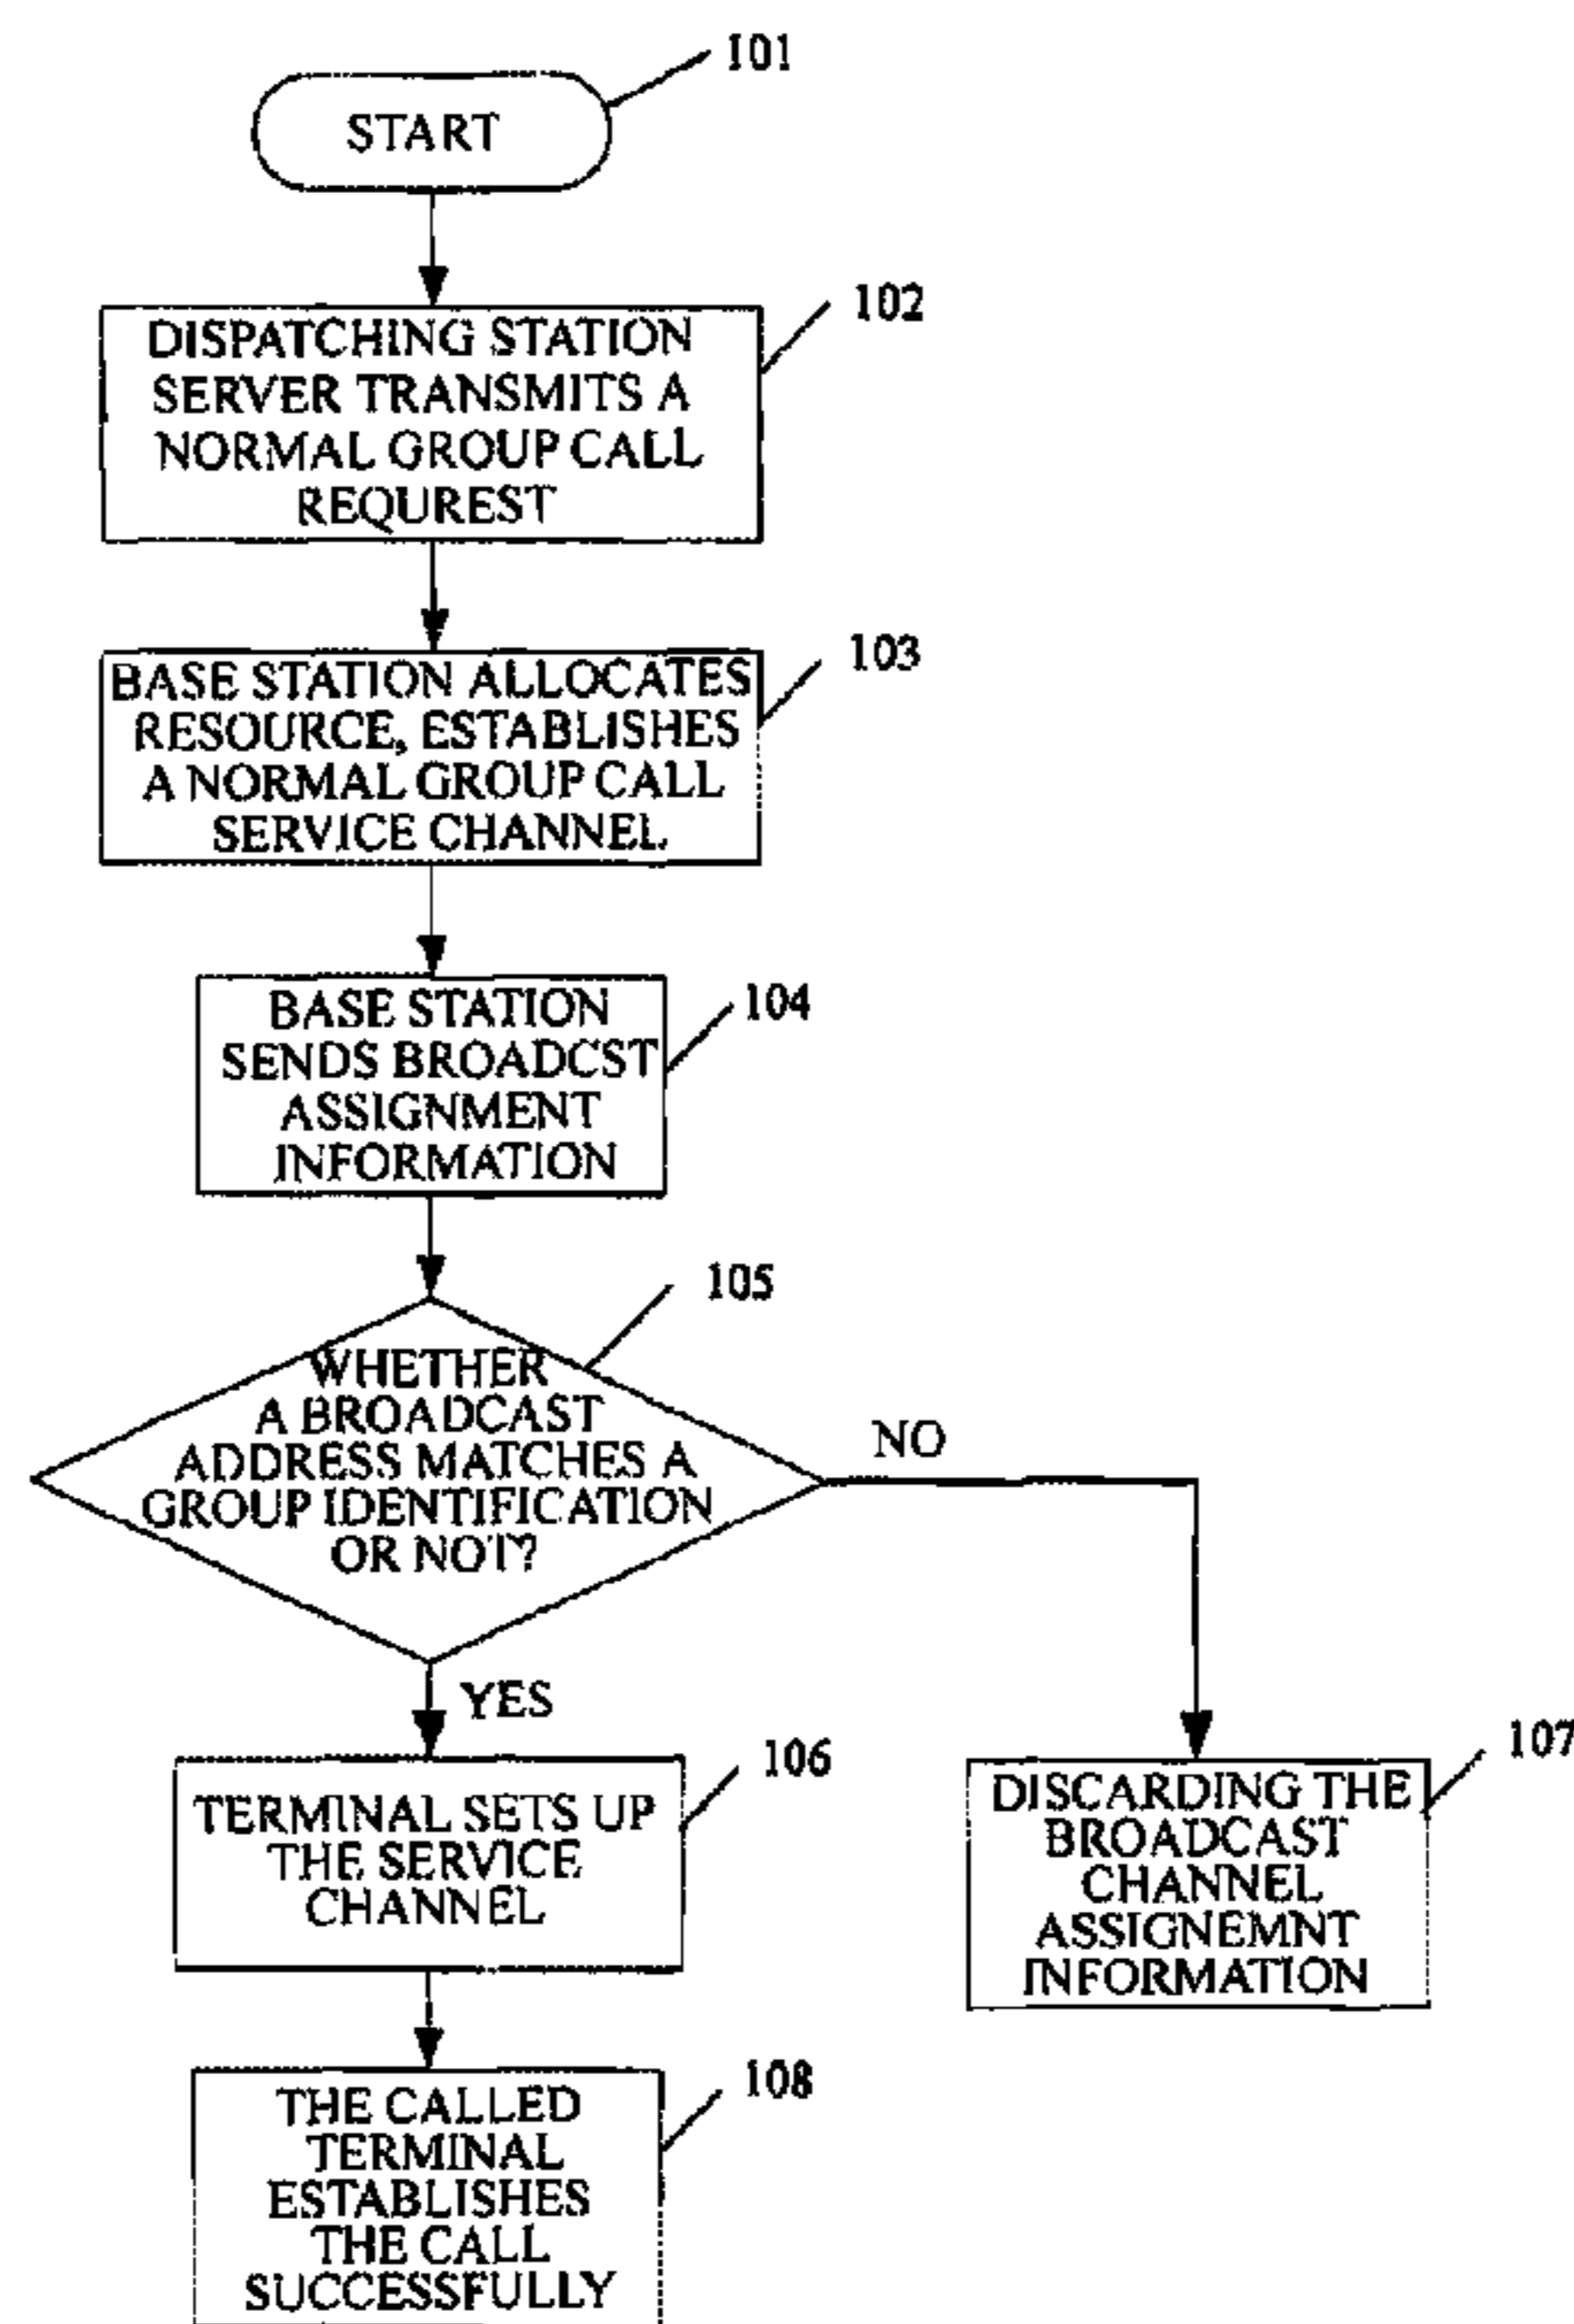 101
START
102
DISPATCHING STATION
SERVER TRANSMITS A
NORMAL GROUP CALL
REQUREST
103
BASE STATION ALLOCATES
RESOURCE, ESTABLISHES
A NORMAL GROUP CALL
SERVICE CHANNEL
104
BASE STATION
SENDS BROADCST
ASSIGNMENT
INFORMATION
105
WHETHER
A BROADCAST
ADDRESS MATCHES A
GROUP IDENTIFICATION
OR NOT?
NO
YES
106
TERMINAL SETS UP
THE SERVICE
CHANNEL
107
DISCARDING THE
BROADCAST
CHANNEL
ASSIGNEMNT
INFORMATION
108
THE CALLED
TERMINAL
ESTABLISHES
THE CALL
SUCCESSFULLY